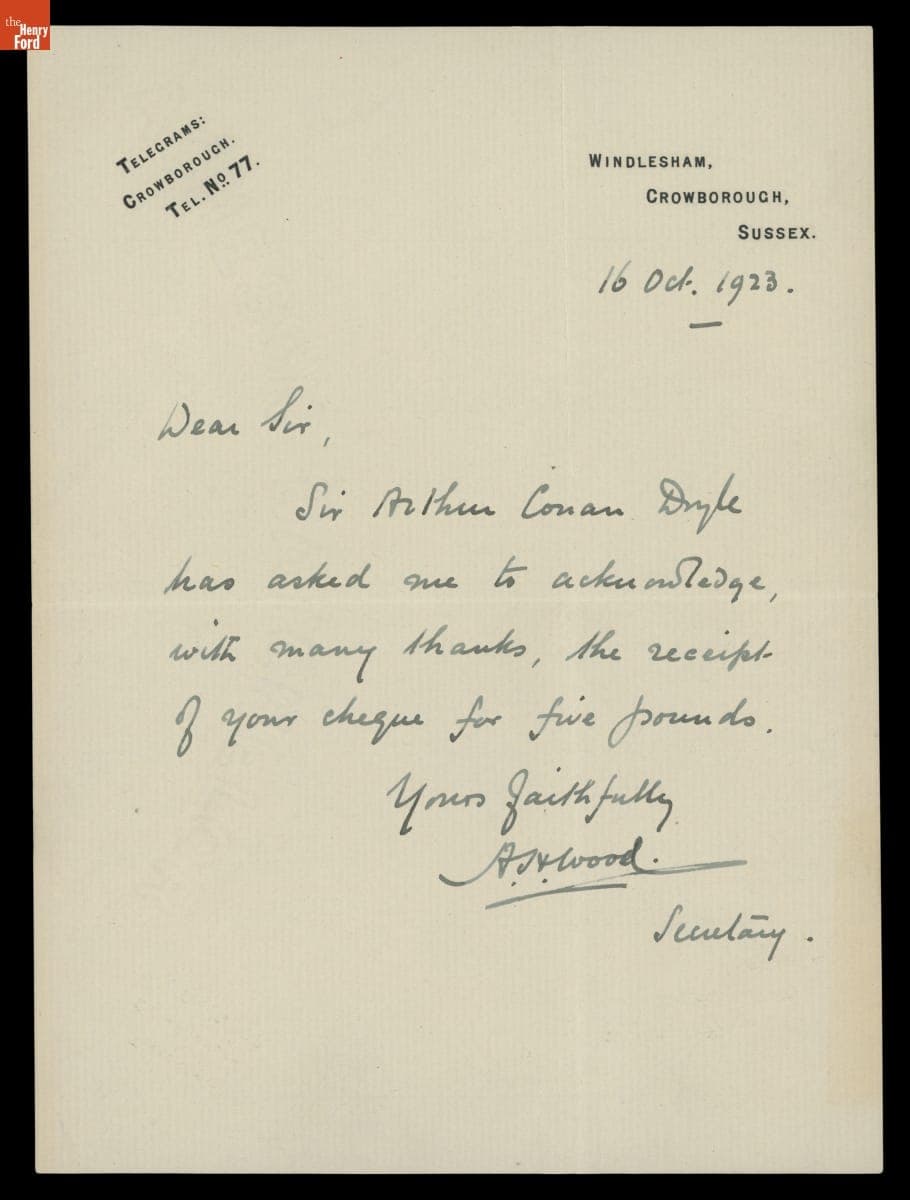 the
Henry
Ford
TELEGRAMS:
CROWBOROUGH.
TEL. No. 77.
WINDLESHAM,
CROWBOROUGH,
SUSSEX.
16 Oct. 1923.
Dear Sir,
Sir Arthur Conan Doyle
has asked me to acknowledge,
with many thanks, the receipt
of your cheque for five pounds.
Yours faithfully
A.H.Wood.
Secretary.